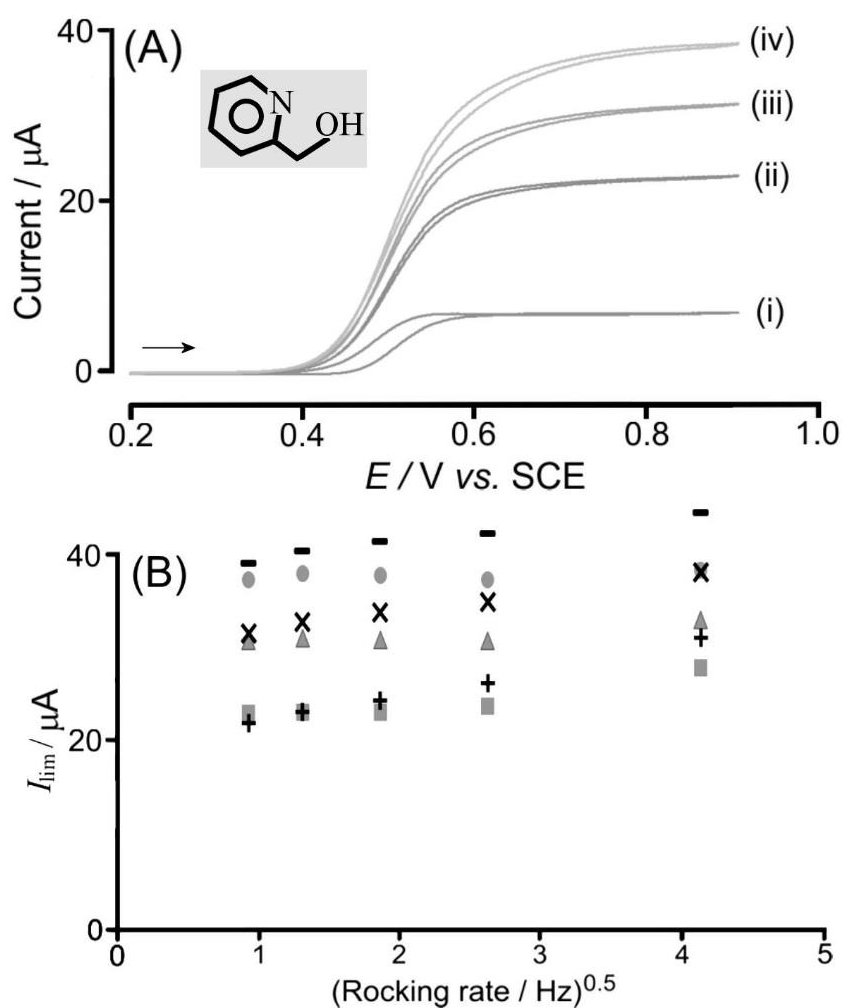 40
(A)
(iv)
N
OH
(iii)
Current / μA
20
(ii)
(i)
0
0.2 0.4 0.6 0.8 1.0
E / V vs. SCE
40
(B)
I lim / μA
20
0
0 1 2 3 4 5
(Rocking rate / Hz)^0.5